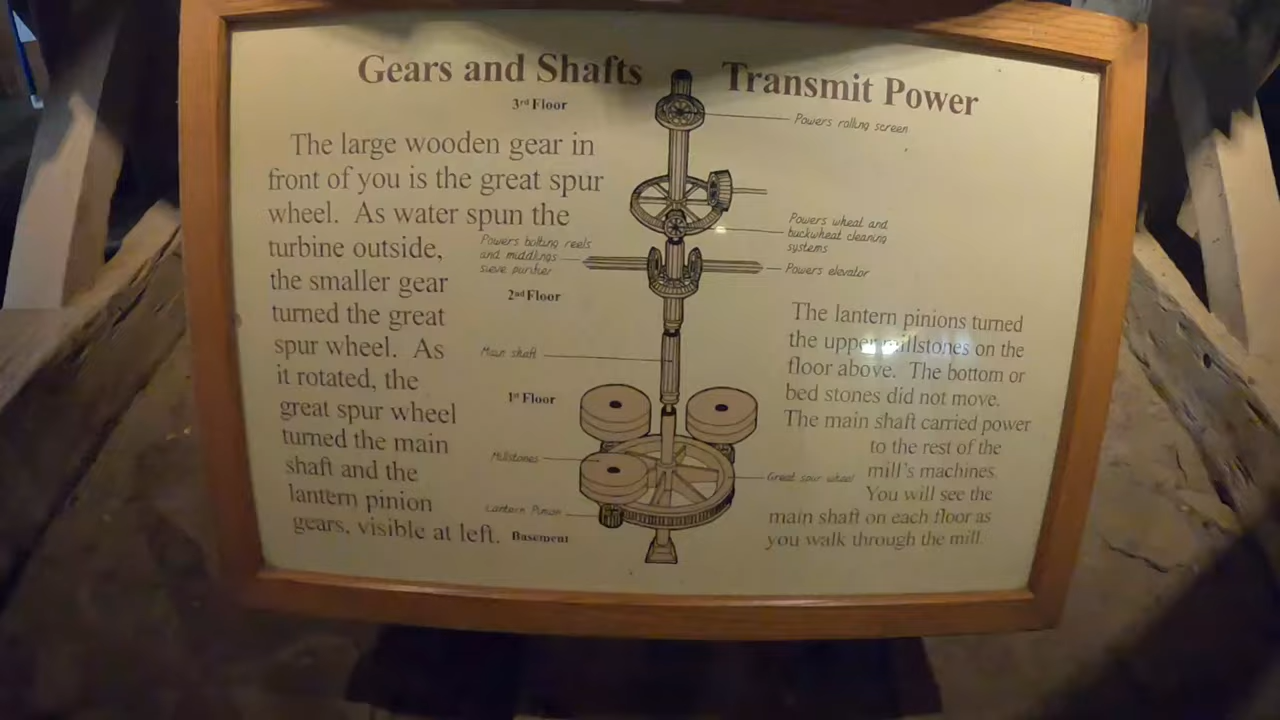 Gears and Shafts Transmit Power
3rd Floor
Powers rolling screen
The large wooden gear in
front of you is the great spur
wheel. As water spun the
turbine outside,
the smaller gear
turned the great
spur wheel. As
it rotated, the
great spur wheel
turned the main
shaft and the
lantern pinion
gears, visible at left.
Powers wheat and
buckwheat cleaning
systems
Powers bolting reels
and middlings
sieve purifier
Powers elevator
2nd Floor
Main shaft
1st Floor
Millstones
Great spur wheel
Lantern Pinion
Basement
The lantern pinions turned
the upper millstones on the
floor above. The bottom or
bed stones did not move.
The main shaft carried power
to the rest of the
mill's machines.
You will see the
main shaft on each floor as
you walk through the mill.